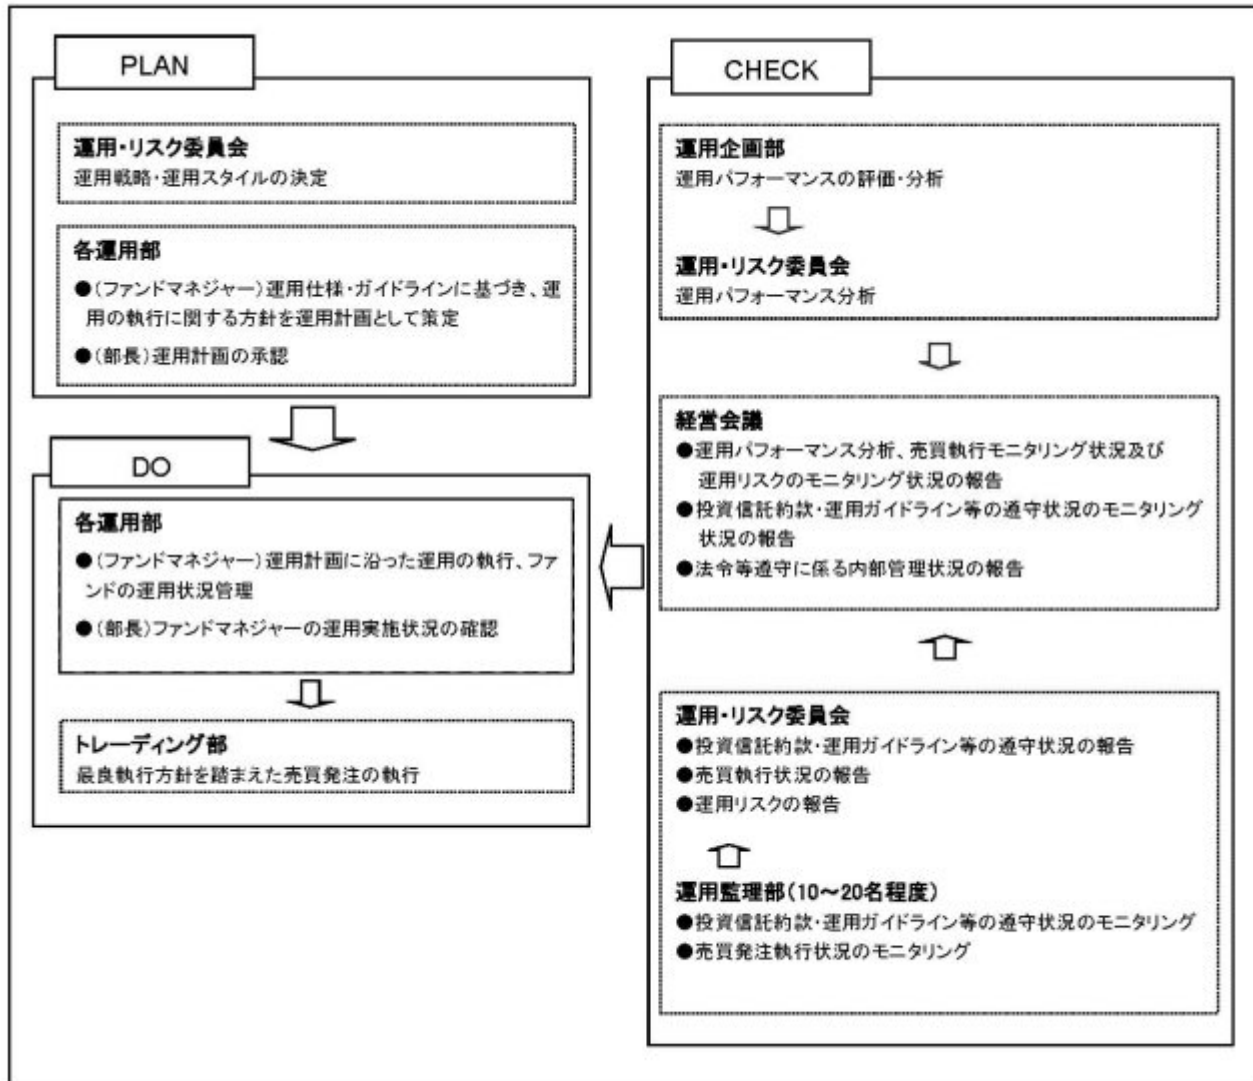 PLAN
運用・リスク委員会
運用戦略・運用スタイルの決定
各運用部
●(ファンドマネジャー)運用仕様・ガイドラインに基づき、運
用の執行に関する方針を運用計画として策定
●(部長)運用計画の承認
DO
各運用部
●(ファンドマネジャー)運用計画に沿った運用の執行、ファ
ンドの運用状況管理
●(部長)ファンドマネジャーの運用実施状況の確認
トレーディング部
最良執行方針を踏まえた売買発注の執行
CHECK
運用企画部
運用パフォーマンスの評価・分析
運用・リスク委員会
運用パフォーマンス分析
経営会議
●運用パフォーマンス分析、売買執行モニタリング状況及び
運用リスクのモニタリング状況の報告
●投資信託約款・運用ガイドライン等の遵守状況のモニタリング
状況の報告
●法令等遵守に係る内部管理状況の報告
運用・リスク委員会
●投資信託約款・運用ガイドライン等の遵守状況の報告
●売買執行状況の報告
●運用リスクの報告
運用監理部(10～20名程度)
●投資信託約款・運用ガイドライン等の遵守状況のモニタリング
●売買発注執行状況のモニタリング